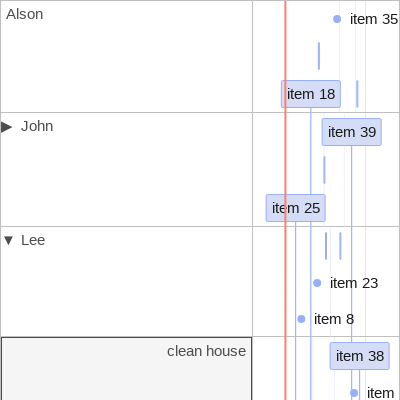 Alson
item 35
item 18
▶ John
item 39
item 25
▼ Lee
item 23
item 8
clean house
item 38
item